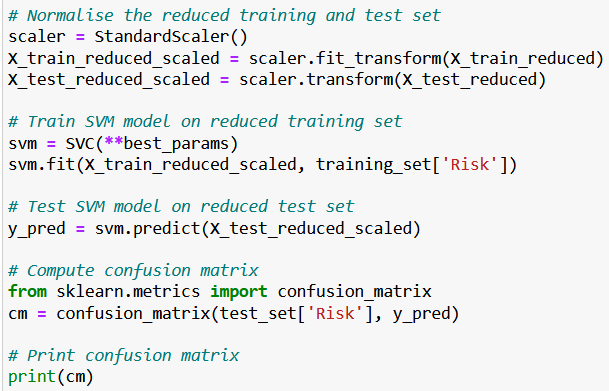 # Normalise the reduced training and test set
scaler = StandardScaler()
X_train_reduced_scaled = scaler.fit_transform(X_train_reduced)
X_test_reduced_scaled = scaler.transform(X_test_reduced)
# Train SVM model on reduced training set
svm = SVC(**best_params)
svm.fit(X_train_reduced_scaled, training_set['Risk'])
# Test SVM model on reduced test set
y_pred = svm.predict(X_test_reduced_scaled)
# Compute confusion matrix
from sklearn.metrics import confusion_matrix
cm = confusion_matrix(test_set['Risk'], y_pred)
# Print confusion matrix
print(cm)